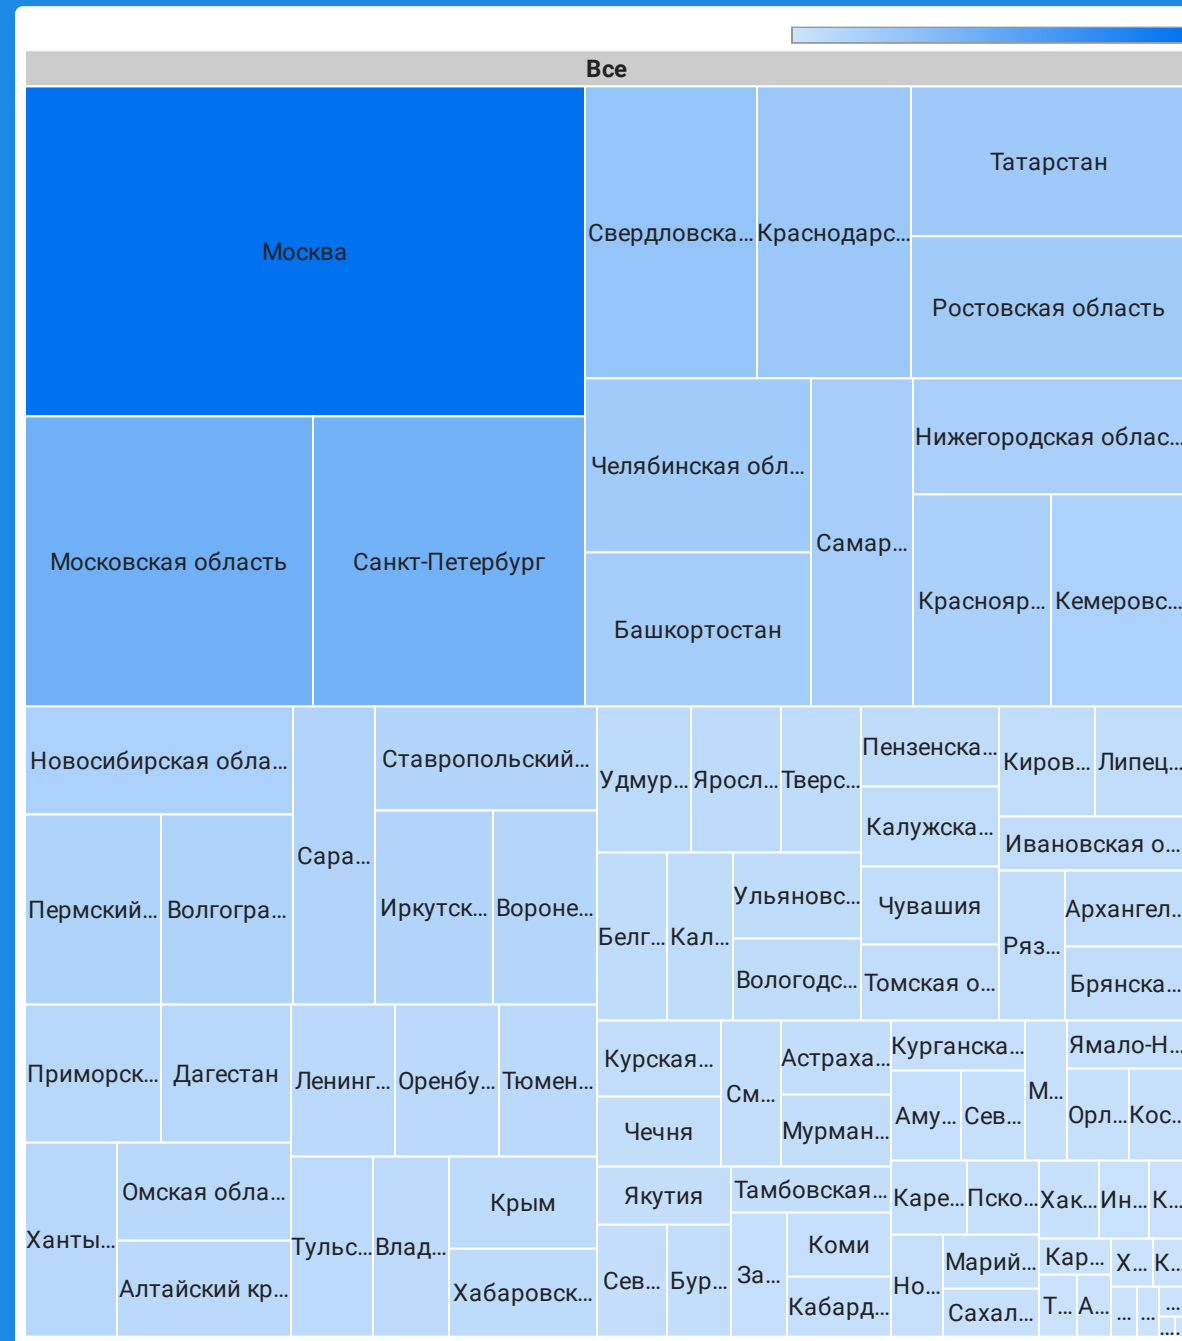 Все
Москва
Свердловска...
Краснодарс...
Татарстан
Ростовская область
Московская область
Санкт-Петербург
Челябинская обл...
Башкортостан
Самар...
Нижегородская облас...
Краснояр...
Кемеровс...
Новосибирская обла...
Сара...
Ставропольский...
Пермский...
Волгогра...
Иркутск...
Вороне...
Приморск...
Дагестан
Ленинг...
Оренбу...
Тюмен...
Ханты...
Омская обла...
Алтайский кр...
Тульс...
Влад...
Крым
Хабаровск...
Удмур...
Яросл...
Тверс...
Пензенска...
Калужска...
Киров...
Липец...
Ивановская о...
Белг...
Кал...
Ульяновс...
Вологодс...
Чувашия
Томская о...
Ряз...
Архангел...
Брянска...
Курская...
Чечня
См...
Астраха...
Мурман...
Курганска...
Аму...
Сев...
М...
Ямало-Н...
Орл...
Кос...
Якутия
Сев...
Бур...
Тамбовская...
За...
Коми
Кабард...
Каре...
Пско...
Хак...
Ин...
К...
Но...
Марий...
Сахал...
Кар...
Х...
К...
Т...
А...
...
...
...
...